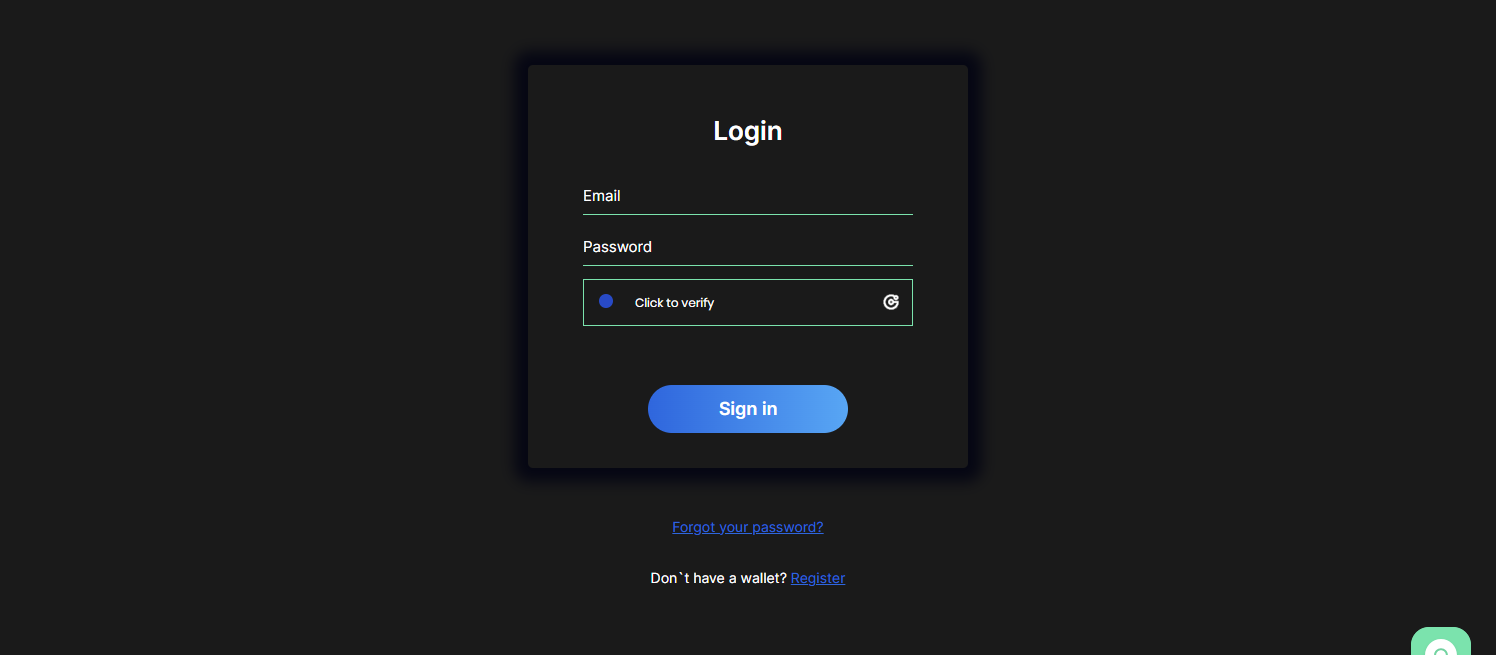 Login
Email
Password
Click to verify
Sign in
Forgot your password?
Don`t have a wallet? Register